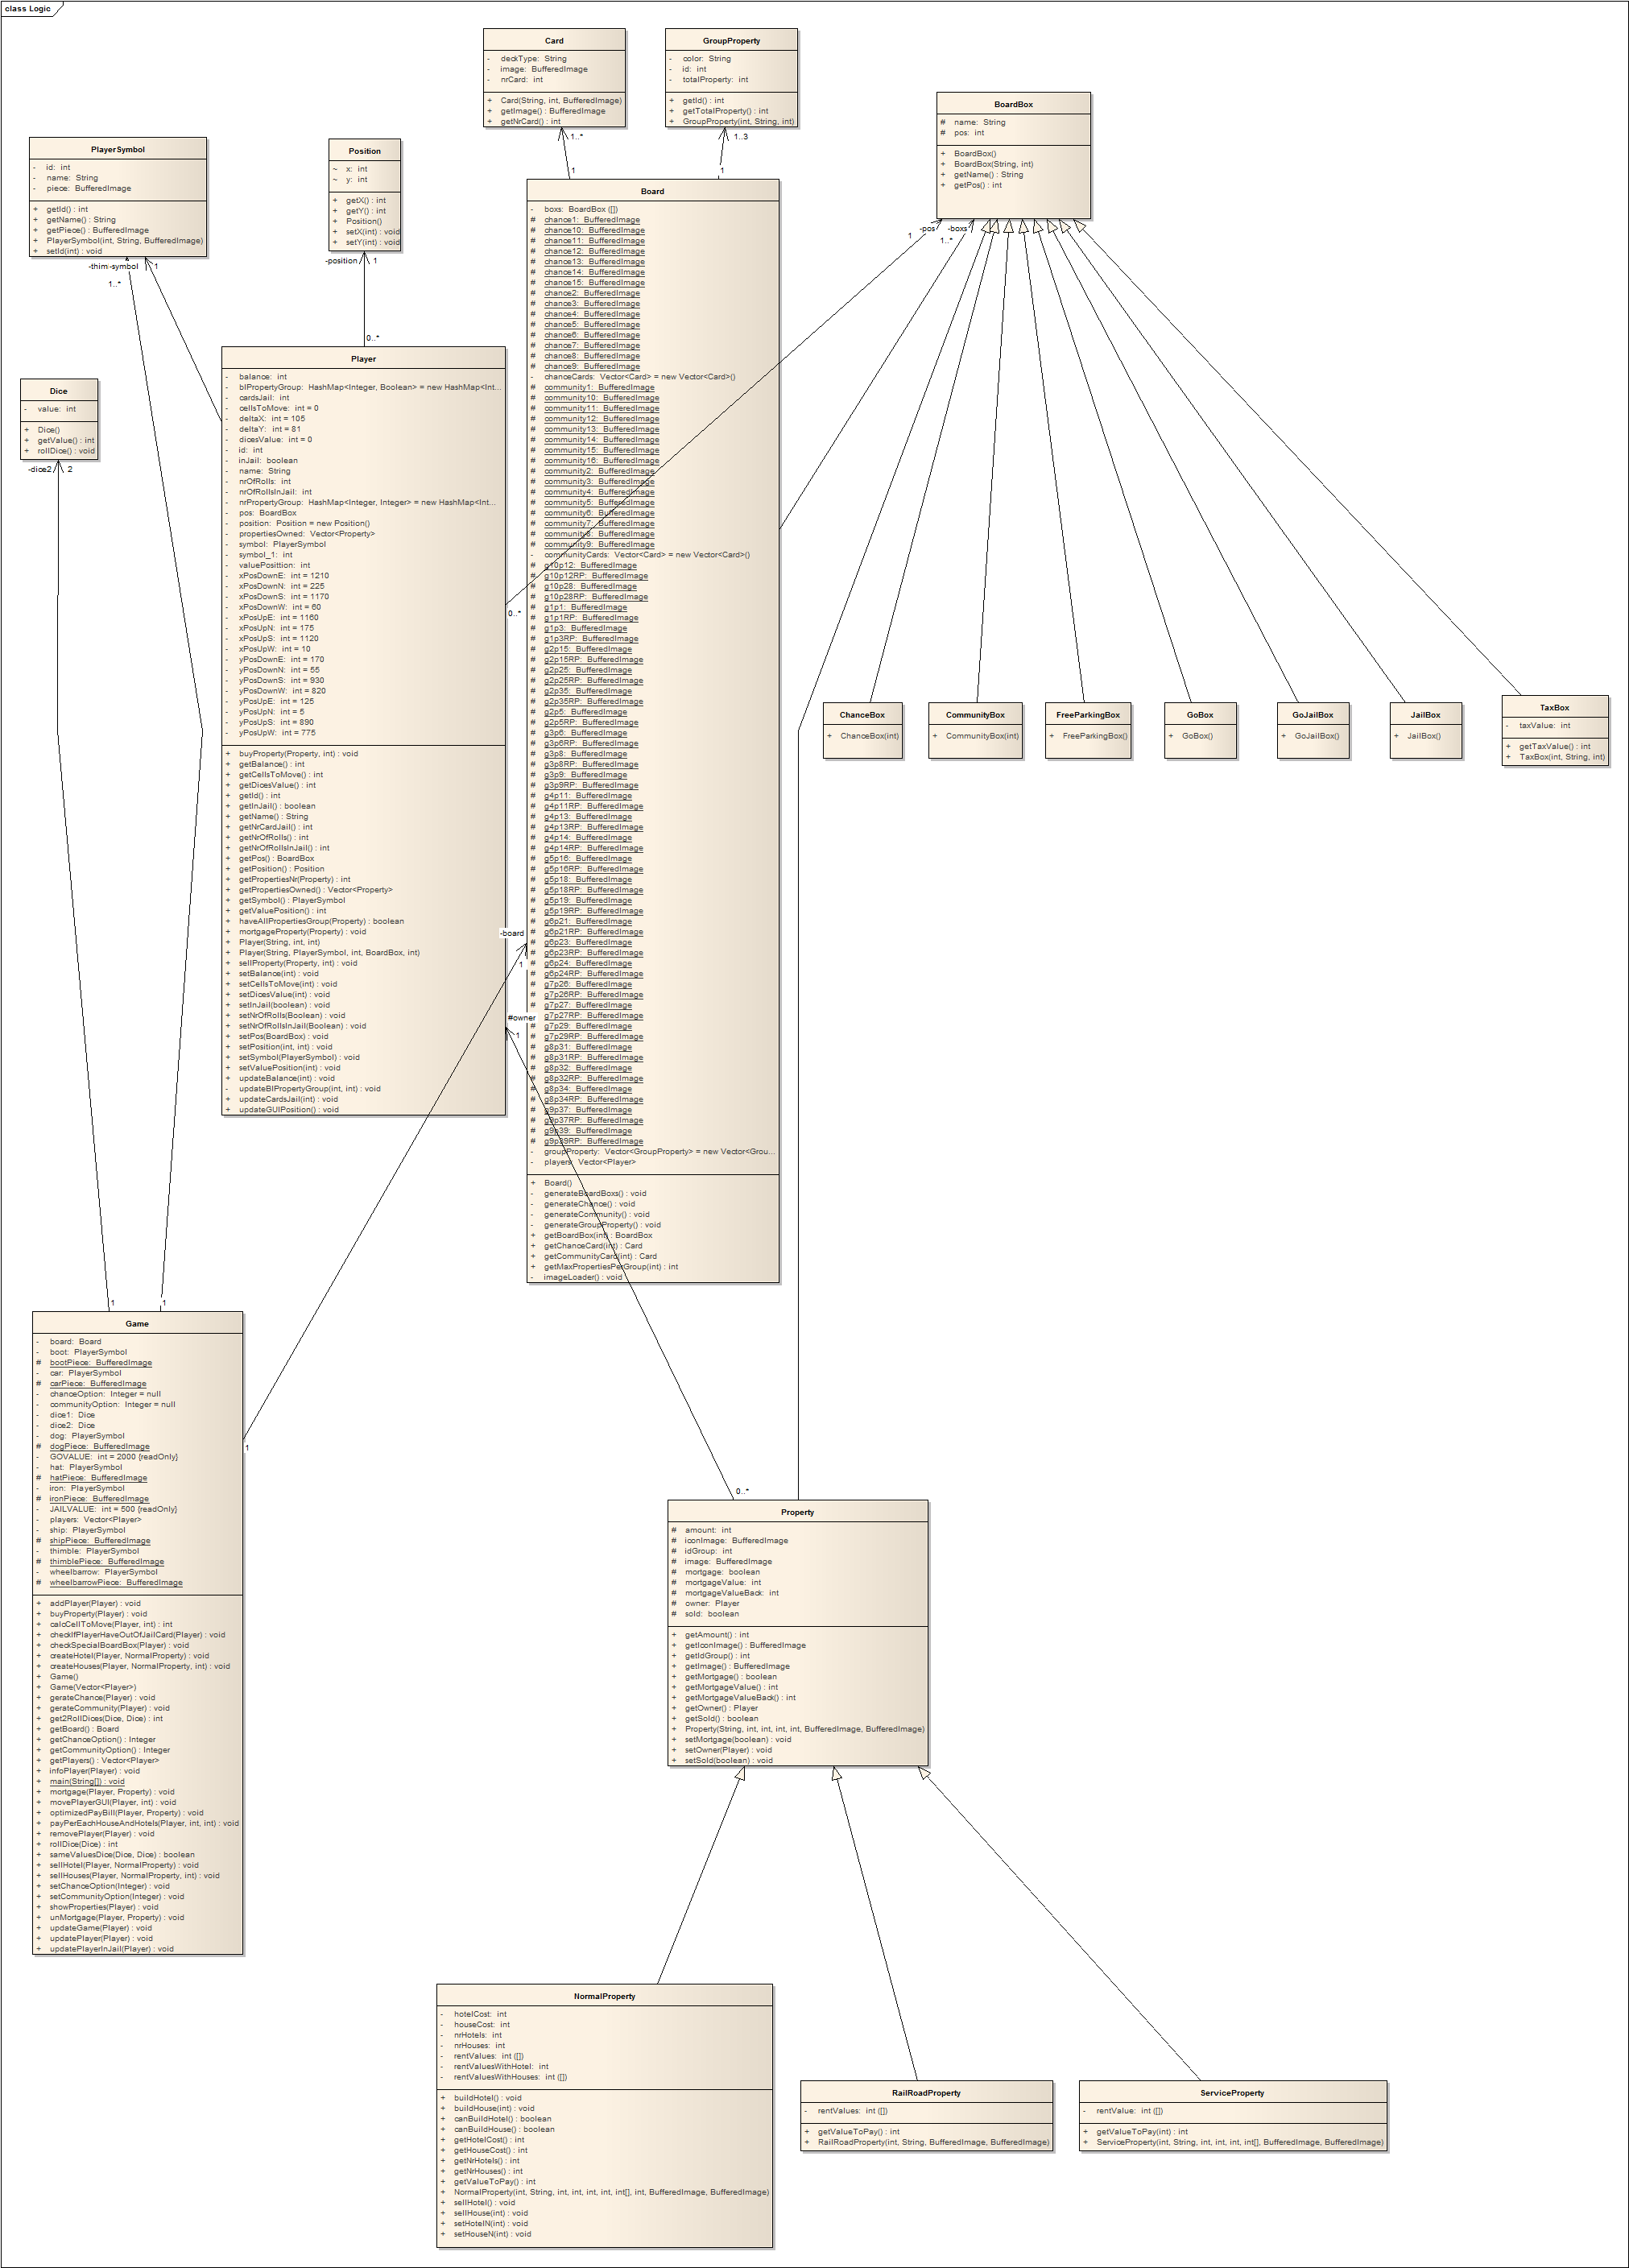 class Logic
Card
- deckType: String
- image: BufferedImage
- nrCard: int
+ Card(String, int, BufferedImage)
+ getImage() : BufferedImage
+ getNrCard() : int
1..*
1
GroupProperty
- color: String
- id: int
- totalProperty: int
+ getId() : int
+ getTotalProperty() : int
+ GroupProperty(int, String, int)
1..3
1
BoardBox
# name: String
# pos: int
+ BoardBox()
+ BoardBox(String, int)
+ getName() : String
+ getPos() : int
-pos
1
-boxs
1..*
PlayerSymbol
- id: int
- name: String
- piece: BufferedImage
+ getId() : int
+ getName() : String
+ getPiece() : BufferedImage
+ PlayerSymbol(int, String, BufferedImage)
+ setId(int) : void
-thim -symbol
1
1..*
Position
~ x: int
~ y: int
+ getX() : int
+ getY() : int
+ Position()
+ setX(int) : void
+ setY(int) : void
-position
1
0..*
Dice
- value: int
+ Dice()
+ getValue() : int
+ rollDice() : void
-dice2
2
Player
- balance: int
- blPropertyGroup: HashMap<Integer, Boolean> = new HashMap<Int...
- cardsJail: int
- cellsToMove: int = 0
- deltaX: int = 105
- deltaY: int = 81
- dicesValue: int = 0
- id: int
- inJail: boolean
- name: String
- nrOfRolls: int
- nrOfRollsInJail: int
- nrPropertyGroup: HashMap<Integer, Integer> = new HashMap<Int...
- pos: BoardBox
- position: Position = new Position()
- propertiesOwned: Vector<Property>
- symbol: PlayerSymbol
- symbol_1: int
- valuePosittion: int
- xPosDownE: int = 1210
- xPosDownN: int = 225
- xPosDownS: int = 1170
- xPosDownW: int = 60
- xPosUpE: int = 1160
- xPosUpN: int = 175
- xPosUpS: int = 1120
- xPosUpW: int = 10
- yPosDownE: int = 170
- yPosDownN: int = 55
- yPosDownS: int = 930
- yPosDownW: int = 820
- yPosUpE: int = 125
- yPosUpN: int = 5
- yPosUpS: int = 890
- yPosUpW: int = 775
+ buyProperty(Property, int) : void
+ getBalance() : int
+ getCellsToMove() : int
+ getDicesValue() : int
+ getId() : int
+ getInJail() : boolean
+ getName() : String
+ getNrCardJail() : int
+ getNrOfRolls() : int
+ getNrOfRollsInJail() : int
+ getPos() : BoardBox
+ getPosition() : Position
+ getPropertiesNr(Property) : int
+ getPropertiesOwned() : Vector<Property>
+ getSymbol() : PlayerSymbol
+ getValuePosition() : int
+ haveAllPropertiesGroup(Property) : boolean
+ mortgageProperty(Property) : void
+ Player(String, int, int)
+ Player(String, PlayerSymbol, int, BoardBox, int)
+ sellProperty(Property, int) : void
+ setBalance(int) : void
+ setCellsToMove(int) : void
+ setDicesValue(int) : void
+ setInJail(boolean) : void
+ setNrOfRolls(Boolean) : void
+ setNrOfRollsInJail(Boolean) : void
+ setPos(BoardBox) : void
+ setPosition(int, int) : void
+ setSymbol(PlayerSymbol) : void
+ setValuePosition(int) : void
+ updateBalance(int) : void
- updateBlPropertyGroup(int, int) : void
+ updateCardsJail(int) : void
+ updateGUIPosition() : void
0..*
-board
1
#owner
1
Board
- boxs: BoardBox ([])
# chance1: BufferedImage
# chance10: BufferedImage
# chance11: BufferedImage
# chance12: BufferedImage
# chance13: BufferedImage
# chance14: BufferedImage
# chance15: BufferedImage
# chance2: BufferedImage
# chance3: BufferedImage
# chance4: BufferedImage
# chance5: BufferedImage
# chance6: BufferedImage
# chance7: BufferedImage
# chance8: BufferedImage
# chance9: BufferedImage
- chanceCards: Vector<Card> = new Vector<Card>()
# community1: BufferedImage
# community10: BufferedImage
# community11: BufferedImage
# community12: BufferedImage
# community13: BufferedImage
# community14: BufferedImage
# community15: BufferedImage
# community16: BufferedImage
# community2: BufferedImage
# community3: BufferedImage
# community4: BufferedImage
# community5: BufferedImage
# community6: BufferedImage
# community7: BufferedImage
# community8: BufferedImage
# community9: BufferedImage
- communityCards: Vector<Card> = new Vector<Card>()
# g10p12: BufferedImage
# g10p12RP: BufferedImage
# g10p28: BufferedImage
# g10p28RP: BufferedImage
# g1p1: BufferedImage
# g1p1RP: BufferedImage
# g1p3: BufferedImage
# g1p3RP: BufferedImage
# g2p15: BufferedImage
# g2p15RP: BufferedImage
# g2p25: BufferedImage
# g2p25RP: BufferedImage
# g2p35: BufferedImage
# g2p35RP: BufferedImage
# g2p5: BufferedImage
# g2p5RP: BufferedImage
# g3p6: BufferedImage
# g3p6RP: BufferedImage
# g3p8: BufferedImage
# g3p8RP: BufferedImage
# g3p9: BufferedImage
# g3p9RP: BufferedImage
# g4p11: BufferedImage
# g4p11RP: BufferedImage
# g4p13: BufferedImage
# g4p13RP: BufferedImage
# g4p14: BufferedImage
# g4p14RP: BufferedImage
# g5p16: BufferedImage
# g5p16RP: BufferedImage
# g5p18: BufferedImage
# g5p18RP: BufferedImage
# g5p19: BufferedImage
# g5p19RP: BufferedImage
# g6p21: BufferedImage
# g6p21RP: BufferedImage
# g6p23: BufferedImage
# g6p23RP: BufferedImage
# g6p24: BufferedImage
# g6p24RP: BufferedImage
# g7p26: BufferedImage
# g7p26RP: BufferedImage
# g7p27: BufferedImage
# g7p27RP: BufferedImage
# g7p29: BufferedImage
# g7p29RP: BufferedImage
# g8p31: BufferedImage
# g8p31RP: BufferedImage
# g8p32: BufferedImage
# g8p32RP: BufferedImage
# g8p34: BufferedImage
# g8p34RP: BufferedImage
# g9p37: BufferedImage
# g9p37RP: BufferedImage
# g9p39: BufferedImage
# g9p39RP: BufferedImage
- groupProperty: Vector<GroupProperty> = new Vector<Grou...
- players: Vector<Player>
+ Board()
- generateBoardBoxs() : void
- generateChance() : void
- generateCommunity() : void
- generateGroupProperty() : void
+ getBoardBox(int) : BoardBox
+ getChanceCard(int) : Card
+ getCommunityCard(int) : Card
+ getMaxPropertiesPerGroup(int) : int
- imageLoader() : void
ChanceBox
+ ChanceBox(int)
CommunityBox
+ CommunityBox(int)
FreeParkingBox
+ FreeParkingBox()
GoBox
+ GoBox()
GoJailBox
+ GoJailBox()
JailBox
+ JailBox()
TaxBox
- taxValue: int
+ getTaxValue() : int
+ TaxBox(int, String, int)
1
1
Game
- board: Board
- boot: PlayerSymbol
# bootPiece: BufferedImage
- car: PlayerSymbol
# carPiece: BufferedImage
- chanceOption: Integer = null
- communityOption: Integer = null
- dice1: Dice
- dice2: Dice
- dog: PlayerSymbol
# dogPiece: BufferedImage
- GOVALUE: int = 2000 {readOnly}
- hat: PlayerSymbol
# hatPiece: BufferedImage
- iron: PlayerSymbol
# ironPiece: BufferedImage
- JAILVALUE: int = 500 {readOnly}
- players: Vector<Player>
- ship: PlayerSymbol
# shipPiece: BufferedImage
- thimble: PlayerSymbol
# thimblePiece: BufferedImage
- wheelbarrow: PlayerSymbol
# wheelbarrowPiece: BufferedImage
+ addPlayer(Player) : void
+ buyProperty(Player) : void
+ calcCellToMove(Player, int) : int
+ checkIfPlayerHaveOutOfJailCard(Player) : void
+ checkSpecialBoardBox(Player) : void
+ createHotel(Player, NormalProperty) : void
+ createHouses(Player, NormalProperty, int) : void
+ Game()
+ Game(Vector<Player>)
+ gerateChance(Player) : void
+ gerateCommunity(Player) : void
+ get2RollDices(Dice, Dice) : int
+ getBoard() : Board
+ getChanceOption() : Integer
+ getCommunityOption() : Integer
+ getPlayers() : Vector<Player>
+ infoPlayer(Player) : void
+ main(String[]) : void
+ mortgage(Player, Property) : void
+ movePlayerGUI(Player, int) : void
+ optimizedPayBill(Player, Property) : void
+ payPerEachHouseAndHotels(Player, int, int) : void
+ removePlayer(Player) : void
+ rollDice(Dice) : int
+ sameValuesDice(Dice, Dice) : boolean
+ sellHotel(Player, NormalProperty) : void
+ sellHouses(Player, NormalProperty, int) : void
+ setChanceOption(Integer) : void
+ setCommunityOption(Integer) : void
+ showProperties(Player) : void
+ unMortgage(Player, Property) : void
+ updateGame(Player) : void
+ updatePlayer(Player) : void
+ updatePlayerInJail(Player) : void
1
0..*
Property
# amount: int
# iconImage: BufferedImage
# idGroup: int
# image: BufferedImage
# mortgage: boolean
# mortgageValue: int
# mortgageValueBack: int
# owner: Player
# sold: boolean
+ getAmount() : int
+ getIconImage() : BufferedImage
+ getIdGroup() : int
+ getImage() : BufferedImage
+ getMortgage() : boolean
+ getMortgageValue() : int
+ getMortgageValueBack() : int
+ getOwner() : Player
+ getSold() : boolean
+ Property(String, int, int, int, int, BufferedImage, BufferedImage)
+ setMortgage(boolean) : void
+ setOwner(Player) : void
+ setSold(boolean) : void
NormalProperty
- hotelCost: int
- houseCost: int
- nrHotels: int
- nrHouses: int
- rentValues: int ([])
- rentValuesWithHotel: int
- rentValuesWithHouses: int ([])
+ buildHotel() : void
+ buildHouse(int) : void
+ canBuildHotel() : boolean
+ canBuildHouse() : boolean
+ getHotelCost() : int
+ getHouseCost() : int
+ getNrHotels() : int
+ getNrHouses() : int
+ getValueToPay() : int
+ NormalProperty(int, String, int, int, int, int, int[], int, BufferedImage, BufferedImage)
+ sellHotel() : void
+ sellHouse(int) : void
+ setHotelN(int) : void
+ setHouseN(int) : void
RailRoadProperty
- rentValues: int ([])
+ getValueToPay() : int
+ RailRoadProperty(int, String, BufferedImage, BufferedImage)
ServiceProperty
- rentValue: int ([])
+ getValueToPay(int) : int
+ ServiceProperty(int, String, int, int, int, int[], BufferedImage, BufferedImage)